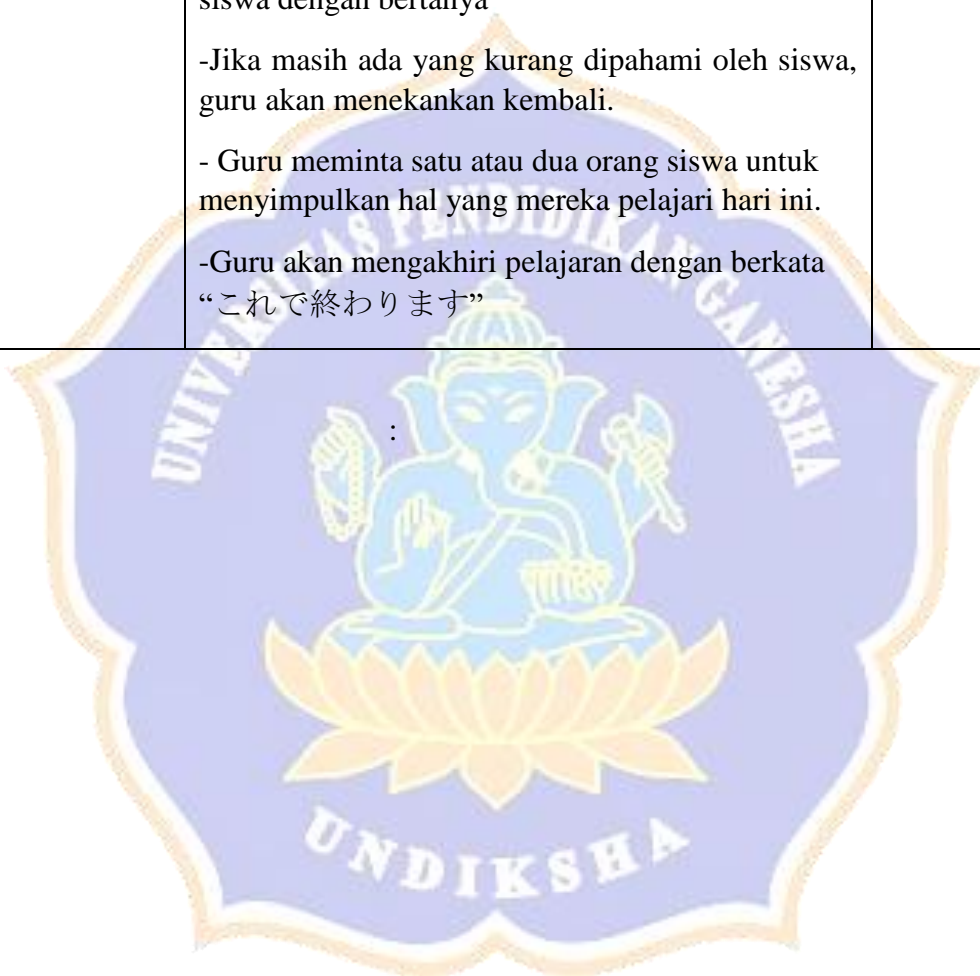 siswa dengan bertanya
-Jika masih ada yang kurang dipahami oleh siswa,
guru akan menekankan kembali.
- Guru meminta satu atau dua orang siswa untuk
menyimpulkan hal yang mereka pelajari hari ini.
-Guru akan mengakhiri pelajaran dengan berkata
“これで終わります”
:
UNIVERSITAS PENDIDIKAN GANESHA
UNDIKSHA